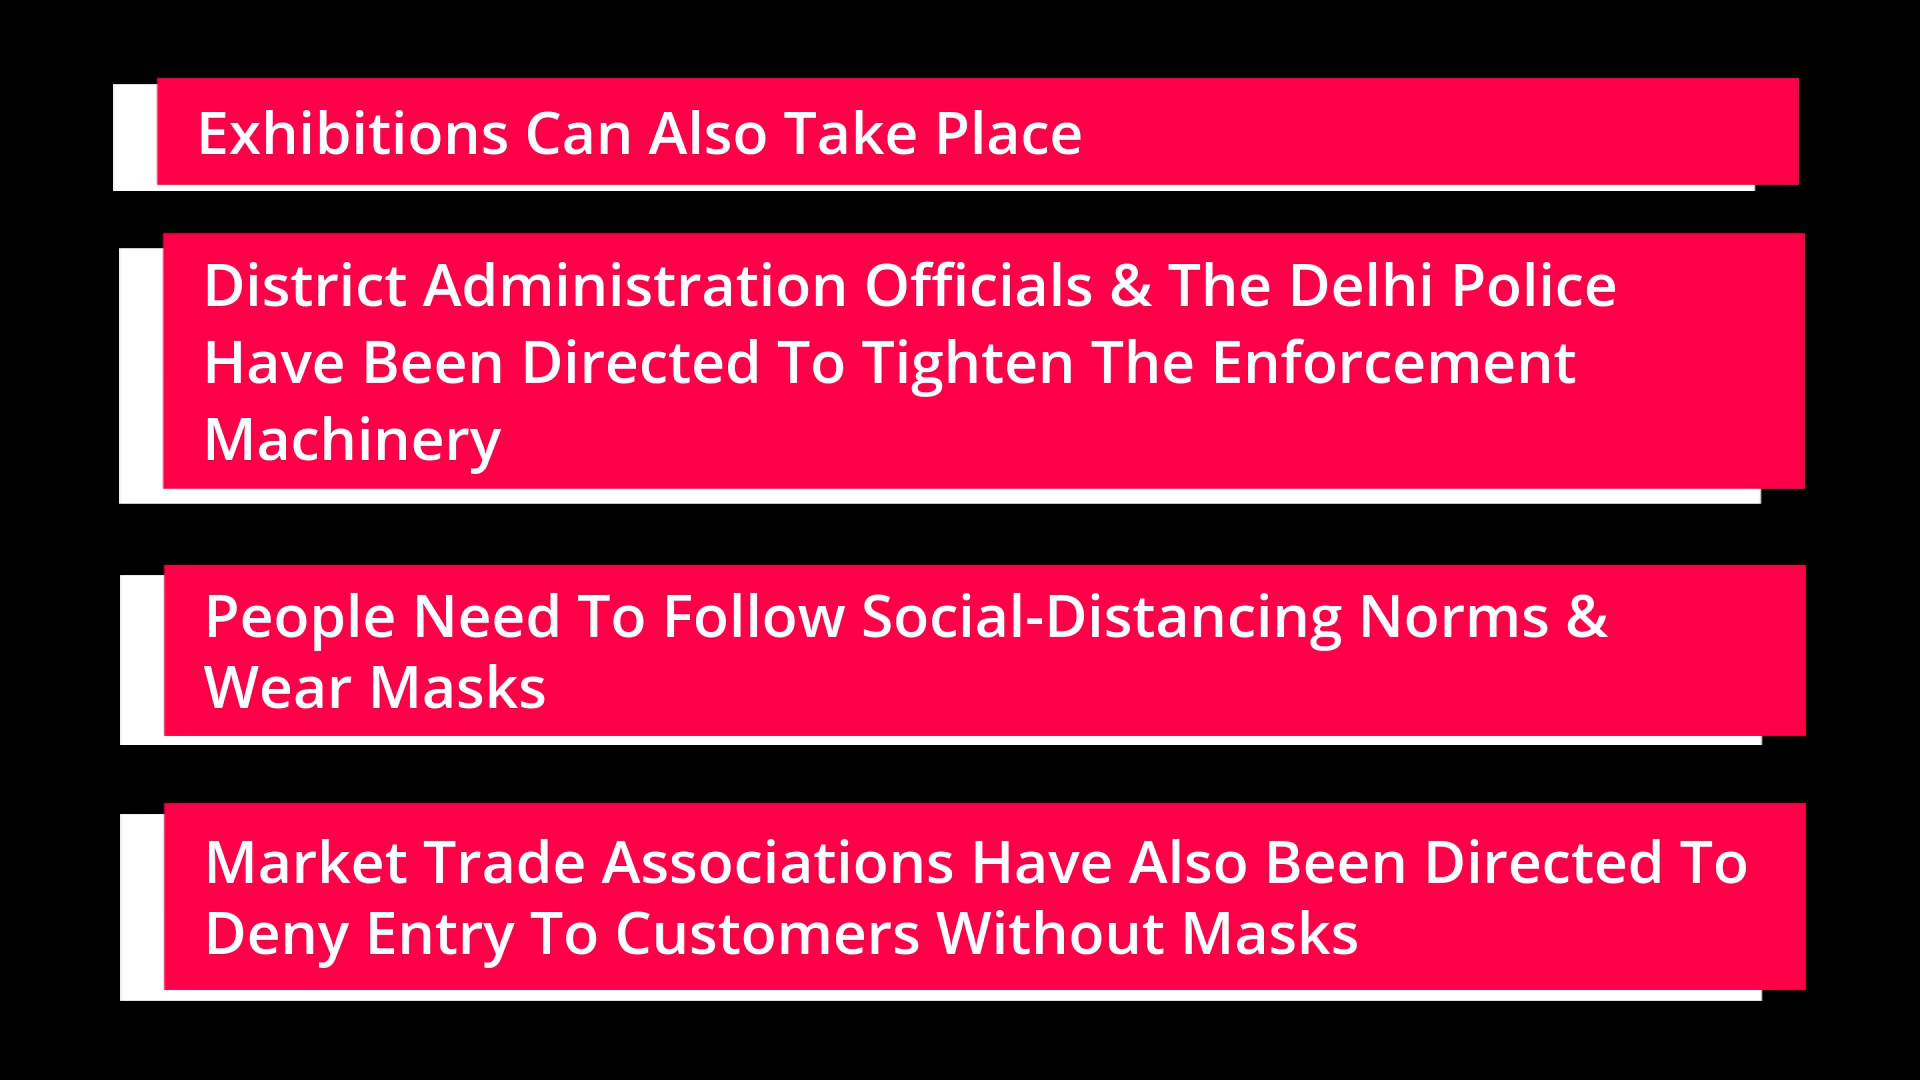 Exhibitions Can Also Take Place
District Administration Officials & The Delhi Police
Have Been Directed To Tighten The Enforcement
Machinery
People Need To Follow Social-Distancing Norms &
Wear Masks
Market Trade Associations Have Also Been Directed To
Deny Entry To Customers Without Masks